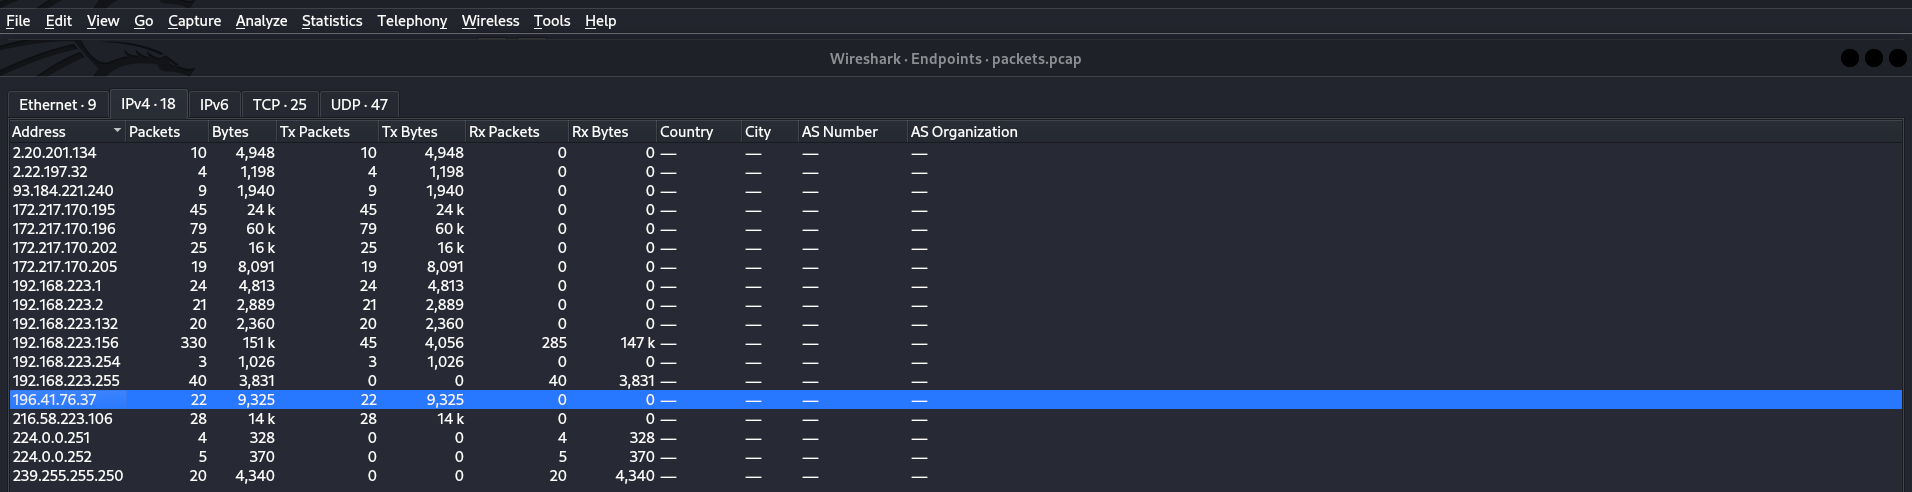 File Edit View Go Capture Analyze Statistics Telephony Wireless Tools Help
Wireshark · Endpoints · packets.pcap
Ethernet · 9 IPv4 · 18 IPv6 TCP · 25 UDP · 47
Address Packets Bytes Tx Packets Tx Bytes Rx Packets Rx Bytes Country City AS Number AS Organization
2.20.201.134 10 4,948 10 4,948 0 0 — — — —
2.22.197.32 4 1,198 4 1,198 0 0 — — — —
93.184.221.240 9 1,940 9 1,940 0 0 — — — —
172.217.170.195 45 24 k 45 24 k 0 0 — — — —
172.217.170.196 79 60 k 79 60 k 0 0 — — — —
172.217.170.202 25 16 k 25 16 k 0 0 — — — —
172.217.170.205 19 8,091 19 8,091 0 0 — — — —
192.168.223.1 24 4,813 24 4,813 0 0 — — — —
192.168.223.2 21 2,889 21 2,889 0 0 — — — —
192.168.223.132 20 2,360 20 2,360 0 0 — — — —
192.168.223.156 330 151 k 45 4,056 285 147 k — — — —
192.168.223.254 3 1,026 3 1,026 0 0 — — — —
192.168.223.255 40 3,831 0 0 40 3,831 — — — —
196.41.76.37 22 9,325 22 9,325 0 0 — — — —
216.58.223.106 28 14 k 28 14 k 0 0 — — — —
224.0.0.251 4 328 0 0 4 328 — — — —
224.0.0.252 5 370 0 0 5 370 — — — —
239.255.255.250 20 4,340 0 0 20 4,340 — — — —